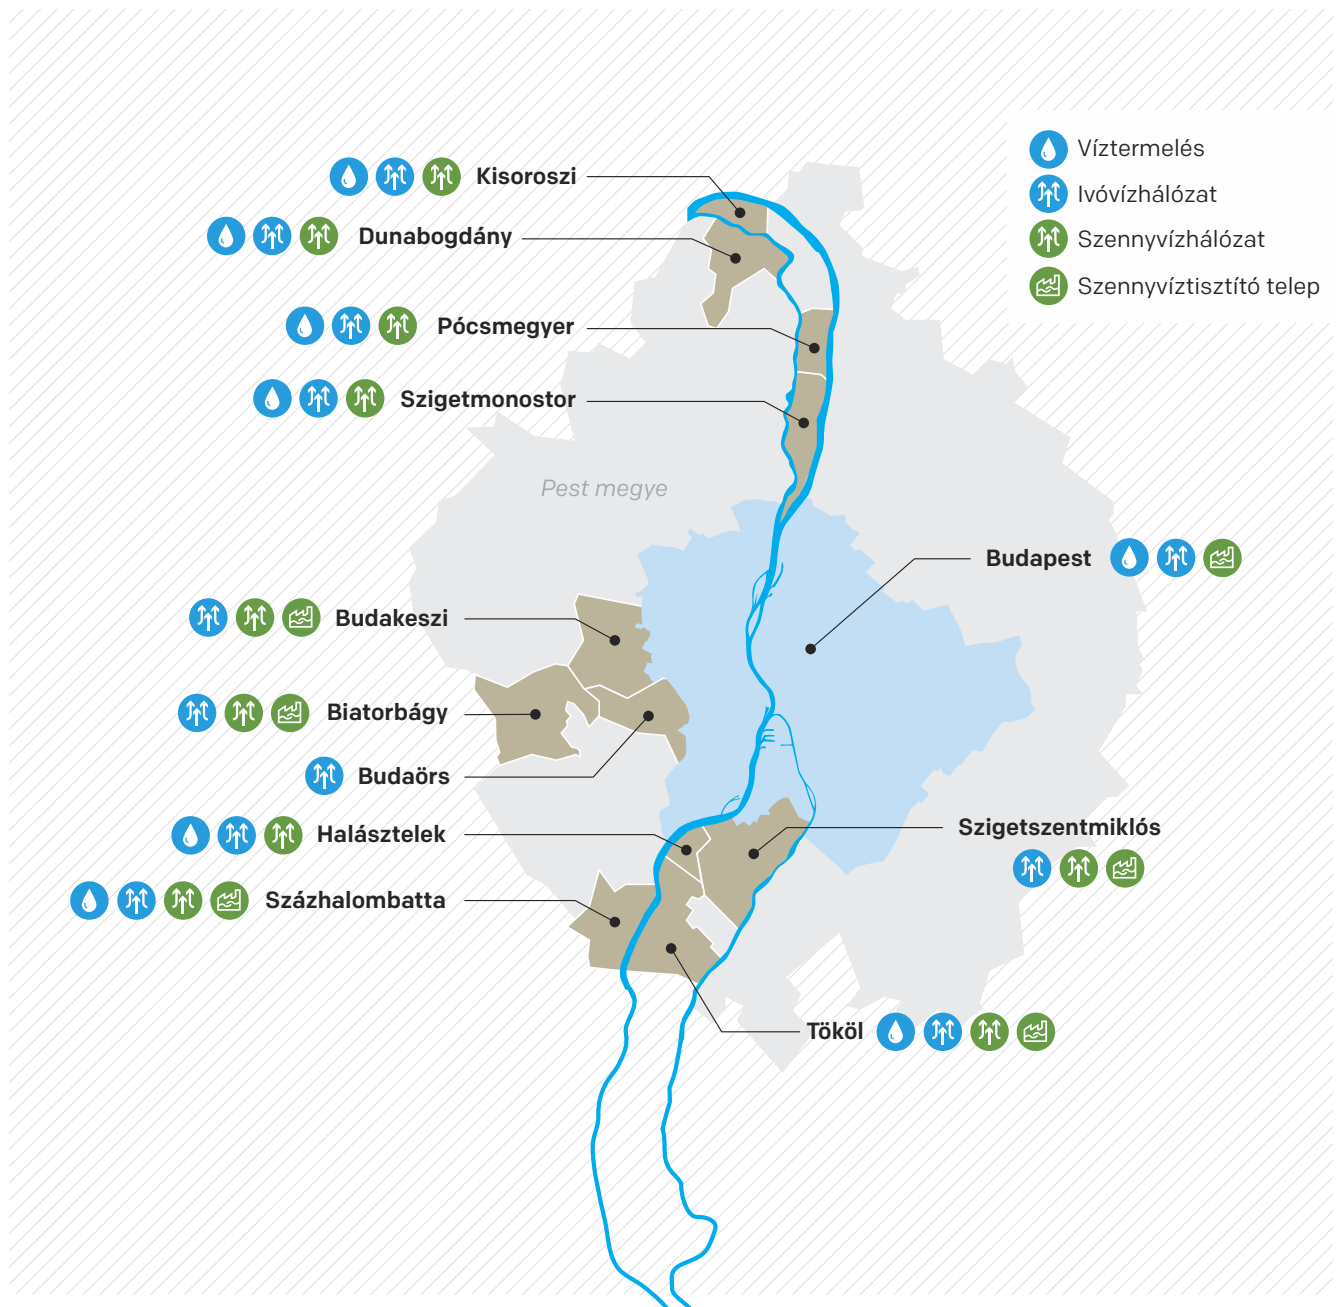 Víztermelés
Ivóvízhálózat
Szennyvízhálózat
Szennyvíztisztító telep
Kisoroszi
Dunabogdány
Pócsmegyer
Szigetmonostor
Pest megye
Budapest
Budakeszi
Biatorbágy
Budaörs
Halásztelek
Szigetszentmiklós
Százhalombatta
Tököl